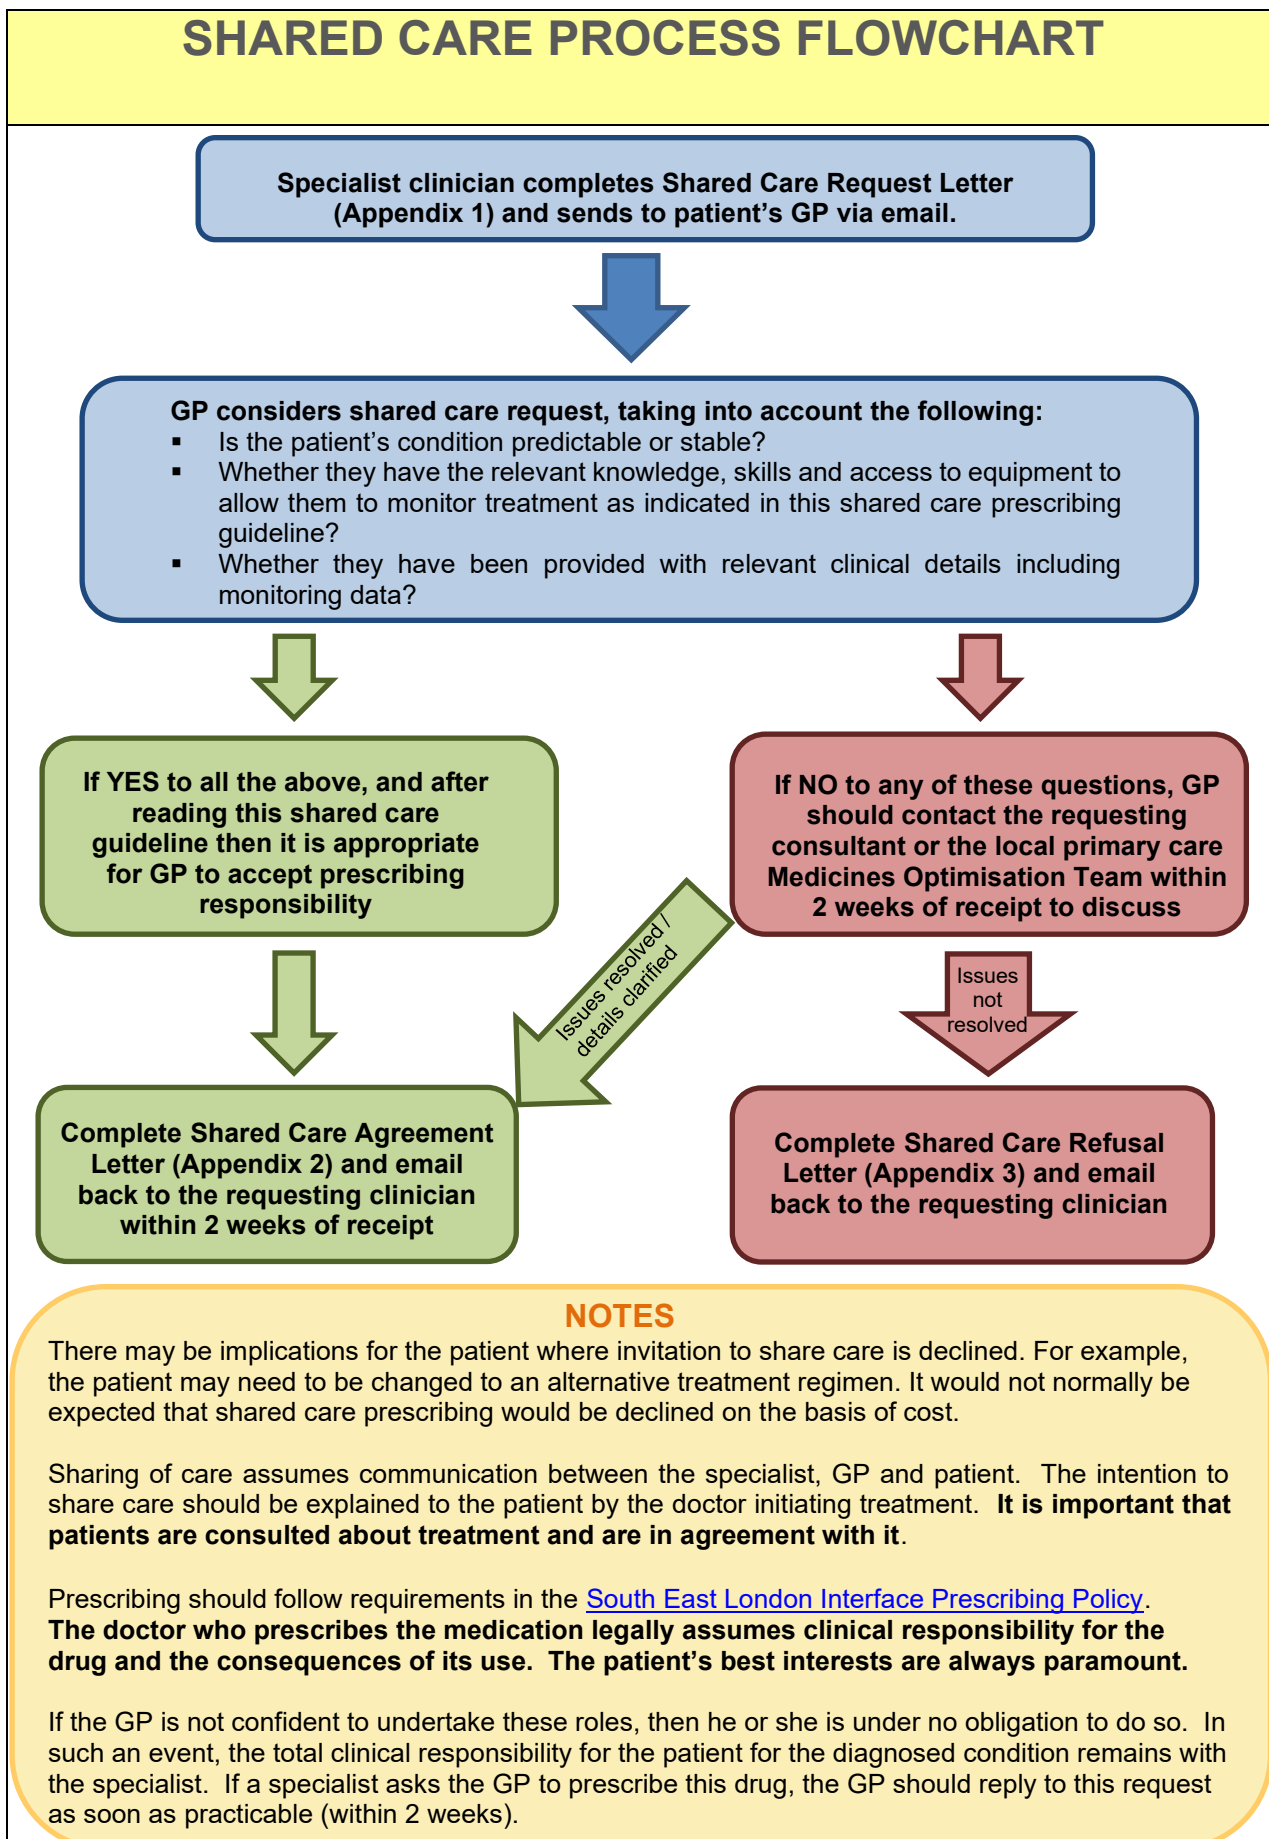 SHARED CARE PROCESS FLOWCHART
Specialist clinician completes Shared Care Request Letter
(Appendix 1) and sends to patient’s GP via email.
GP considers shared care request, taking into account the following:
▪ Is the patient’s condition predictable or stable?
▪ Whether they have the relevant knowledge, skills and access to equipment to
allow them to monitor treatment as indicated in this shared care prescribing
guideline?
▪ Whether they have been provided with relevant clinical details including
monitoring data?
If YES to all the above, and after
reading this shared care
guideline then it is appropriate
for GP to accept prescribing
responsibility
If NO to any of these questions, GP
should contact the requesting
consultant or the local primary care
Medicines Optimisation Team within
2 weeks of receipt to discuss
Issues resolved /
details clarified
Issues
not
resolved
Complete Shared Care Agreement
Letter (Appendix 2) and email
back to the requesting clinician
within 2 weeks of receipt
Complete Shared Care Refusal
Letter (Appendix 3) and email
back to the requesting clinician
NOTES
There may be implications for the patient where invitation to share care is declined. For example,
the patient may need to be changed to an alternative treatment regimen. It would not normally be
expected that shared care prescribing would be declined on the basis of cost.
Sharing of care assumes communication between the specialist, GP and patient. The intention to
share care should be explained to the patient by the doctor initiating treatment. It is important that
patients are consulted about treatment and are in agreement with it.
Prescribing should follow requirements in the South East London Interface Prescribing Policy.
The doctor who prescribes the medication legally assumes clinical responsibility for the
drug and the consequences of its use. The patient’s best interests are always paramount.
If the GP is not confident to undertake these roles, then he or she is under no obligation to do so. In
such an event, the total clinical responsibility for the patient for the diagnosed condition remains with
the specialist. If a specialist asks the GP to prescribe this drug, the GP should reply to this request
as soon as practicable (within 2 weeks).